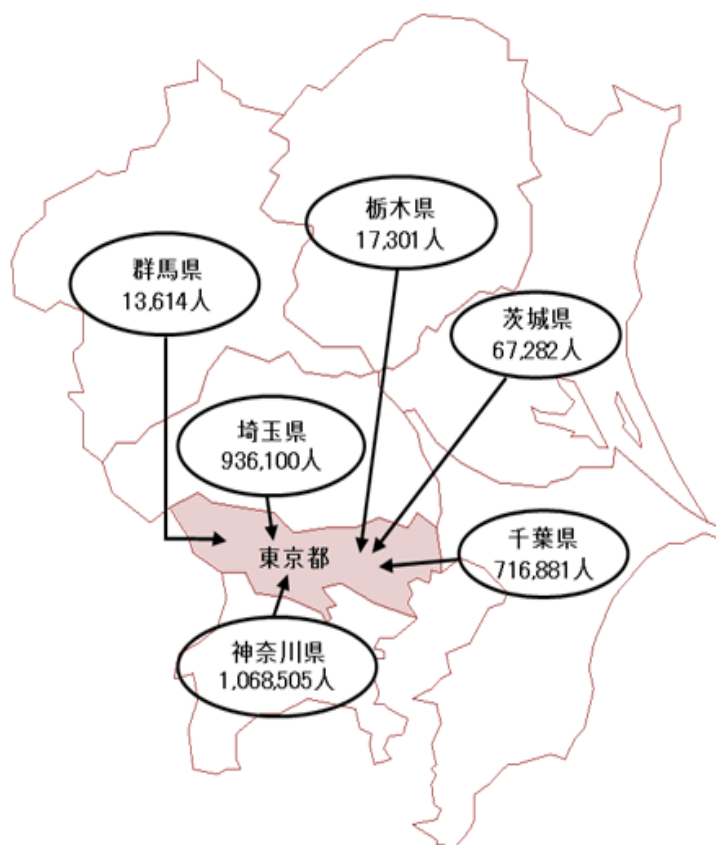 栃木県
17,301人
群馬県
13,614人
茨城県
67,282人
埼玉県
936,100人
東京都
千葉県
716,881人
神奈川県
1,068,505人